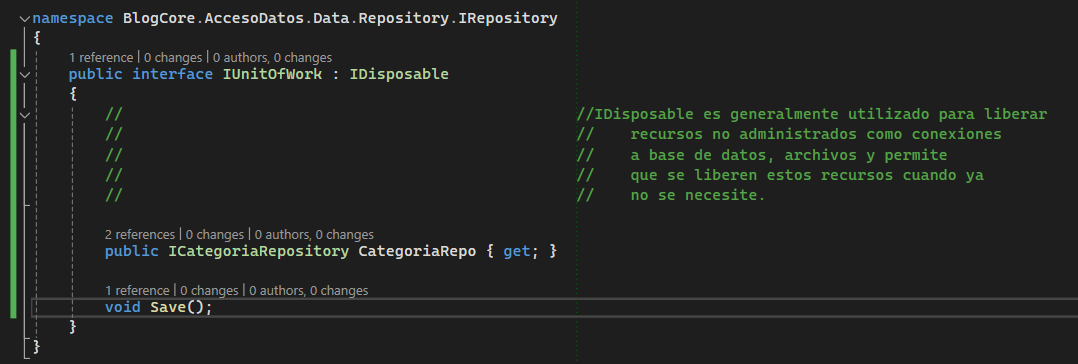 namespace BlogCore.AccesoDatos.Data.Repository.IRepository
{
1 reference | 0 changes | 0 authors, 0 changes
public interface IUnitOfWork : IDisposable
{
// //IDisposable es generalmente utilizado para liberar
// // recursos no administrados como conexiones
// // a base de datos, archivos y permite
// // que se liberen estos recursos cuando ya
// // no se necesite.
2 references | 0 changes | 0 authors, 0 changes
public ICategoriaRepository CategoriaRepo { get; }
1 reference | 0 changes | 0 authors, 0 changes
void Save();
}
}